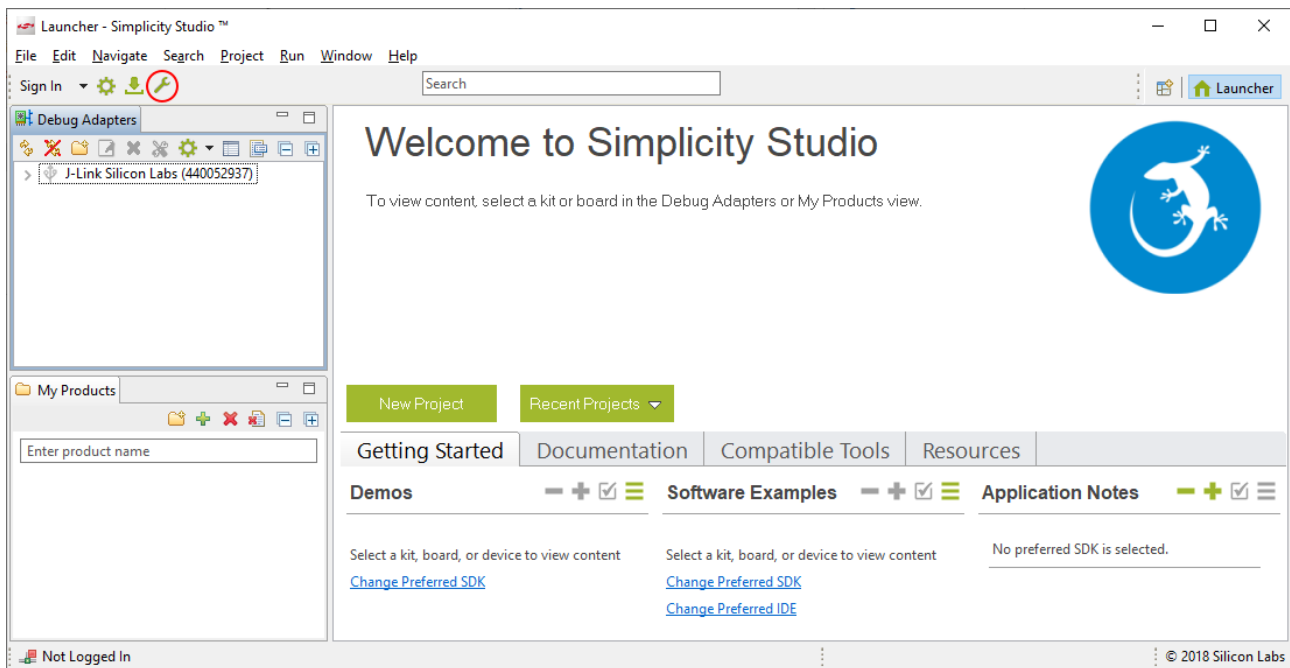 Launcher - Simplicity Studio ™
File Edit Navigate Search Project Run Window Help
Sign In
Search
Launcher
Debug Adapters
J-Link Silicon Labs (440052937)
Welcome to Simplicity Studio
To view content, select a kit or board in the Debug Adapters or My Products view.
My Products
Enter product name
New Project
Recent Projects
Getting Started
Documentation
Compatible Tools
Resources
Demos
Select a kit, board, or device to view content
Change Preferred SDK
Software Examples
Select a kit, board, or device to view content
Change Preferred SDK
Change Preferred IDE
Application Notes
No preferred SDK is selected.
Not Logged In
© 2018 Silicon Labs